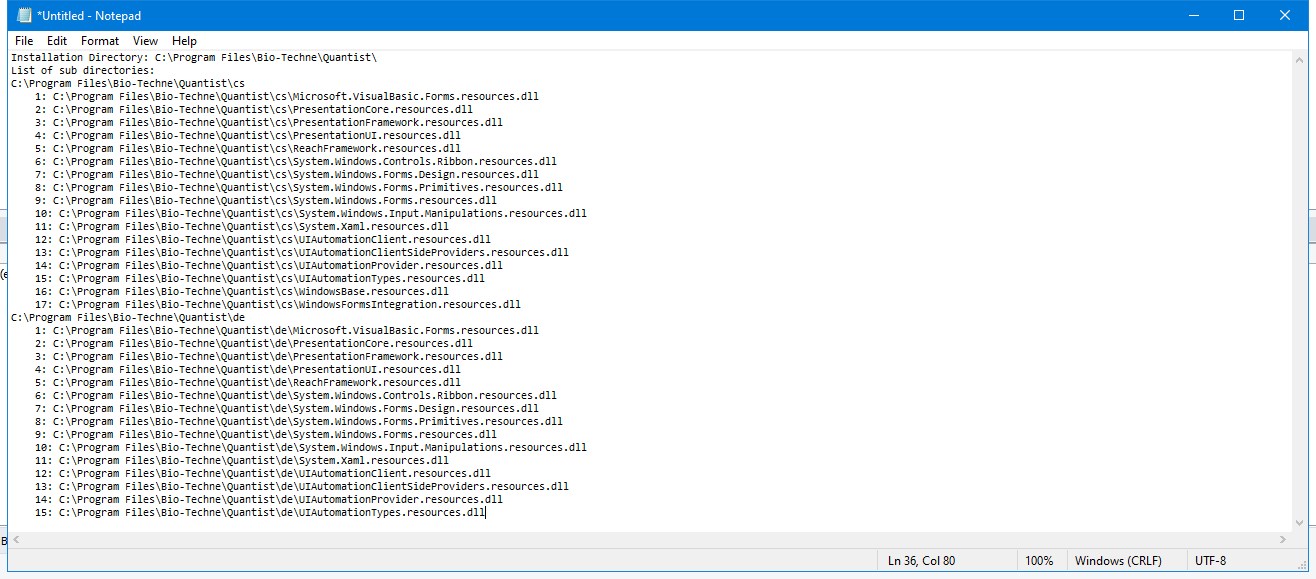 *Untitled - Notepad
File Edit Format View Help
Installation Directory: C:\Program Files\Bio-Techne\Quantist\
List of sub directories:
C:\Program Files\Bio-Techne\Quantist\cs
1: C:\Program Files\Bio-Techne\Quantist\cs\Microsoft.VisualBasic.Forms.resources.dll
2: C:\Program Files\Bio-Techne\Quantist\cs\PresentationCore.resources.dll
3: C:\Program Files\Bio-Techne\Quantist\cs\PresentationFramework.resources.dll
4: C:\Program Files\Bio-Techne\Quantist\cs\PresentationUI.resources.dll
5: C:\Program Files\Bio-Techne\Quantist\cs\ReachFramework.resources.dll
6: C:\Program Files\Bio-Techne\Quantist\cs\System.Windows.Controls.Ribbon.resources.dll
7: C:\Program Files\Bio-Techne\Quantist\cs\System.Windows.Forms.Design.resources.dll
8: C:\Program Files\Bio-Techne\Quantist\cs\System.Windows.Forms.Primitives.resources.dll
9: C:\Program Files\Bio-Techne\Quantist\cs\System.Windows.Forms.resources.dll
10: C:\Program Files\Bio-Techne\Quantist\cs\System.Windows.Input.Manipulations.resources.dll
11: C:\Program Files\Bio-Techne\Quantist\cs\System.Xaml.resources.dll
12: C:\Program Files\Bio-Techne\Quantist\cs\UIAutomationClient.resources.dll
13: C:\Program Files\Bio-Techne\Quantist\cs\UIAutomationClientSideProviders.resources.dll
14: C:\Program Files\Bio-Techne\Quantist\cs\UIAutomationProvider.resources.dll
15: C:\Program Files\Bio-Techne\Quantist\cs\UIAutomationTypes.resources.dll
16: C:\Program Files\Bio-Techne\Quantist\cs\WindowsBase.resources.dll
17: C:\Program Files\Bio-Techne\Quantist\cs\WindowsFormsIntegration.resources.dll
C:\Program Files\Bio-Techne\Quantist\de
1: C:\Program Files\Bio-Techne\Quantist\de\Microsoft.VisualBasic.Forms.resources.dll
2: C:\Program Files\Bio-Techne\Quantist\de\PresentationCore.resources.dll
3: C:\Program Files\Bio-Techne\Quantist\de\PresentationFramework.resources.dll
4: C:\Program Files\Bio-Techne\Quantist\de\PresentationUI.resources.dll
5: C:\Program Files\Bio-Techne\Quantist\de\ReachFramework.resources.dll
6: C:\Program Files\Bio-Techne\Quantist\de\System.Windows.Controls.Ribbon.resources.dll
7: C:\Program Files\Bio-Techne\Quantist\de\System.Windows.Forms.Design.resources.dll
8: C:\Program Files\Bio-Techne\Quantist\de\System.Windows.Forms.Primitives.resources.dll
9: C:\Program Files\Bio-Techne\Quantist\de\System.Windows.Forms.resources.dll
10: C:\Program Files\Bio-Techne\Quantist\de\System.Windows.Input.Manipulations.resources.dll
11: C:\Program Files\Bio-Techne\Quantist\de\System.Xaml.resources.dll
12: C:\Program Files\Bio-Techne\Quantist\de\UIAutomationClient.resources.dll
13: C:\Program Files\Bio-Techne\Quantist\de\UIAutomationClientSideProviders.resources.dll
14: C:\Program Files\Bio-Techne\Quantist\de\UIAutomationProvider.resources.dll
15: C:\Program Files\Bio-Techne\Quantist\de\UIAutomationTypes.resources.dll
Ln 36, Col 80 100% Windows (CRLF) UTF-8